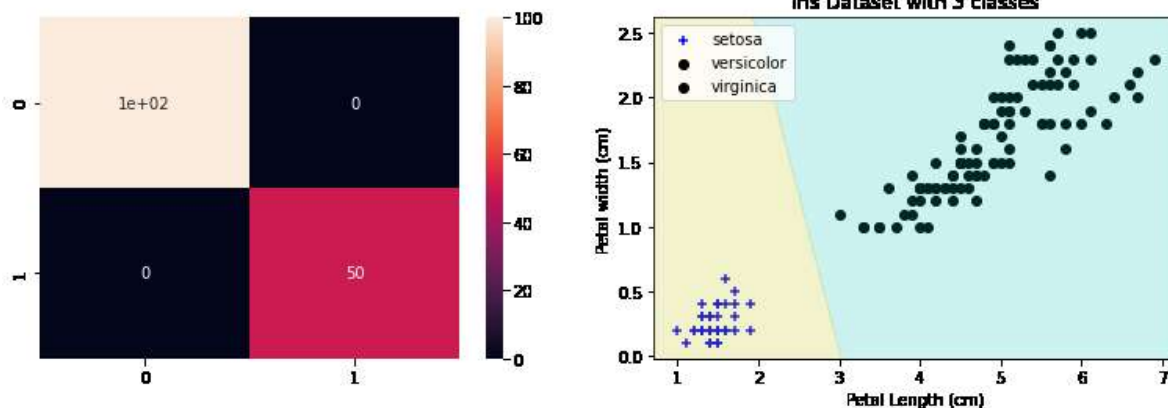 100
80
60
40
20
0
0
1e+02
0
1
0
50
0
1
Iris Dataset with 3 classes
setosa
versicolor
virginica
Petal width (cm)
2.5
2.0
1.5
1.0
0.5
0.0
1 2 3 4 5 6 7
Petal Length (cm)